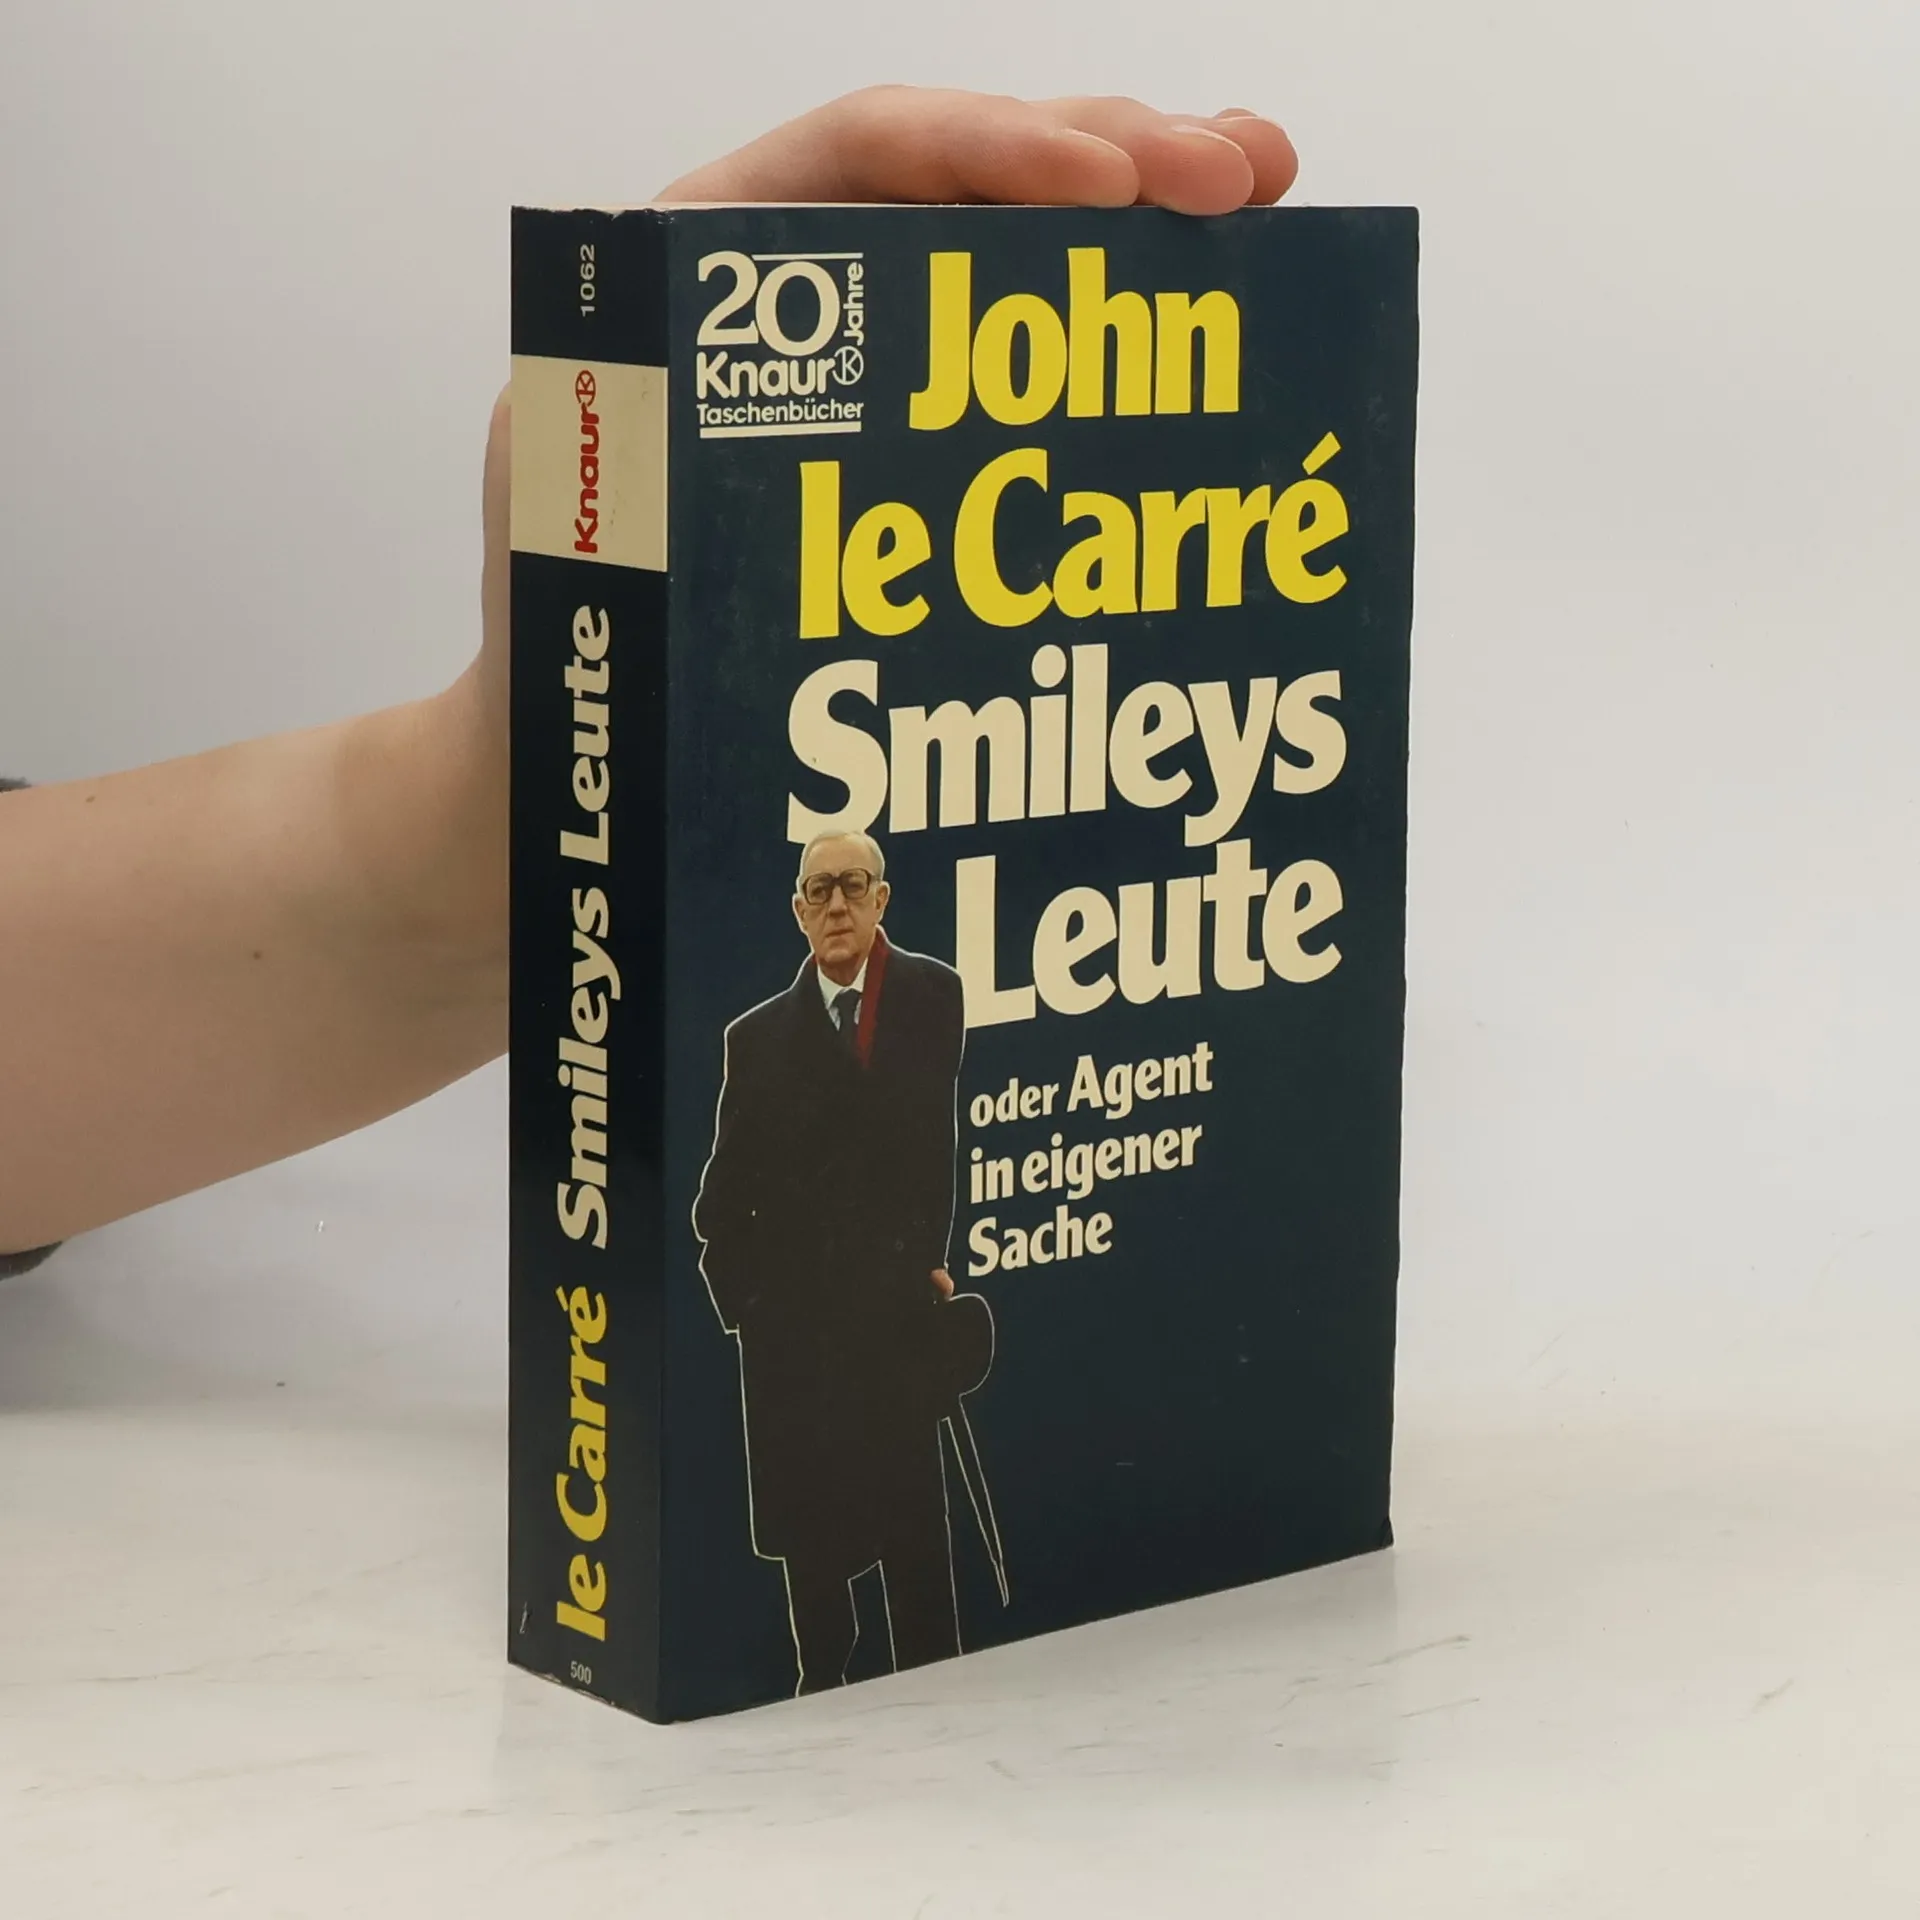 1062
Knaur
Smileys Leute
le Carré
500
20 Jahre
Knaur
Taschenbücher
John
le Carré
Smileys
Leute
oder Agent
in eigener
Sache